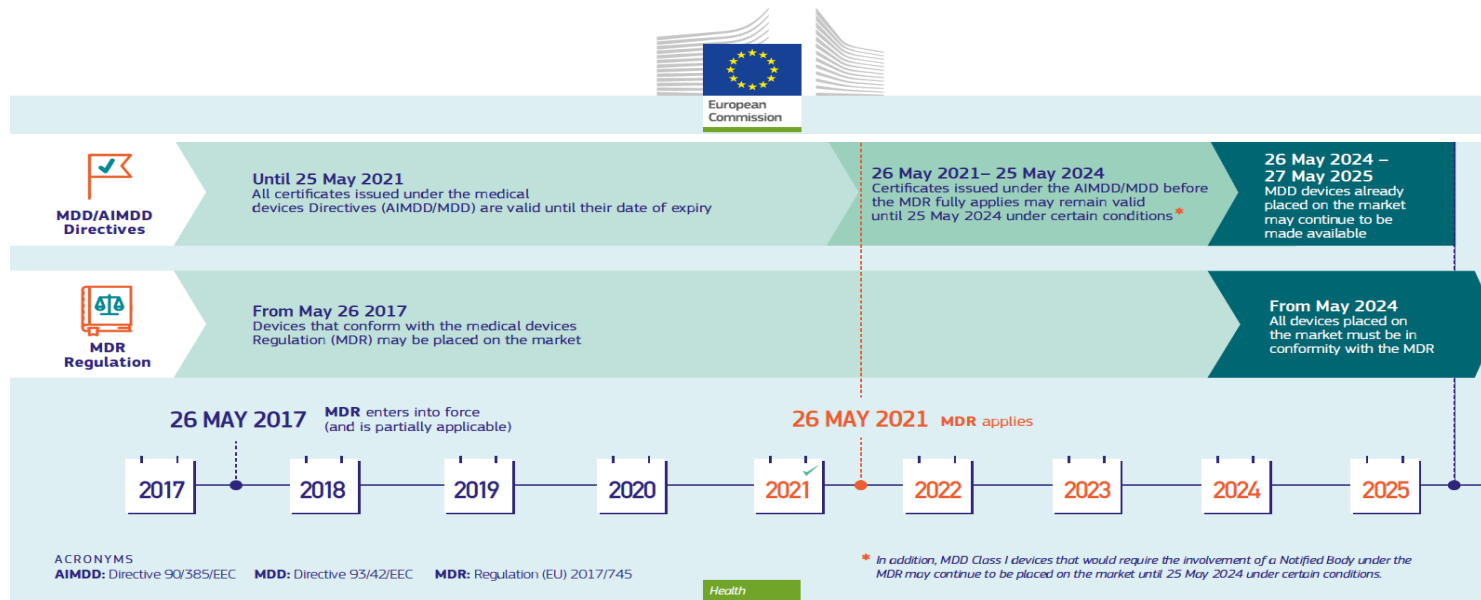 European
Commission
MDD/AIMDD
Directives
Until 25 May 2021
All certificates issued under the medical
devices Directives (AIMDD/MDD) are valid until their date of expiry
26 May 2021– 25 May 2024
Certificates issued under the AIMDD/MDD before
the MDR fully applies may remain valid
until 25 May 2024 under certain conditions *
26 May 2024 –
27 May 2025
MDD devices already
placed on the market
may continue to be
made available
MDR
Regulation
From May 26 2017
Devices that conform with the medical devices
Regulation (MDR) may be placed on the market
From May 2024
All devices placed on
the market must be in
conformity with the MDR
26 MAY 2017 MDR enters into force
(and is partially applicable)
26 MAY 2021 MDR applies
2017 2018 2019 2020 2021 2022 2023 2024 2025
ACRONYMS
AIMDD: Directive 90/385/EEC MDD: Directive 93/42/EEC MDR: Regulation (EU) 2017/745
* In addition, MDD Class I devices that would require the involvement of a Notified Body under the
MDR may continue to be placed on the market until 25 May 2024 under certain conditions.
Health